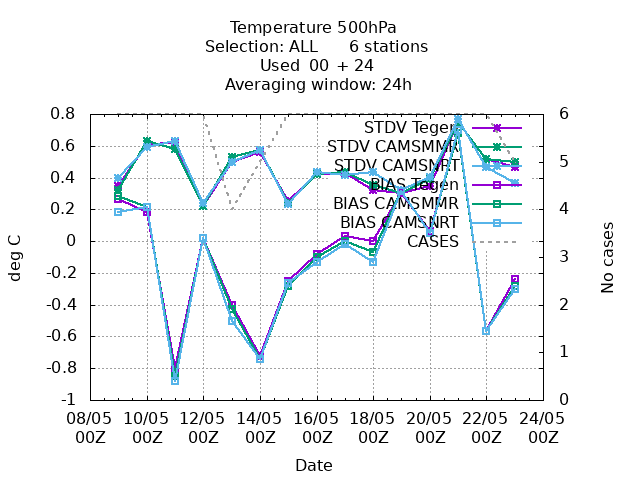 Temperature 500hPa
Selection: ALL 6 stations
Used 00 + 24
Averaging window: 24h
0.8
0.6
0.4
0.2
0
-0.2
-0.4
-0.6
-0.8
-1
deg C
6
5
4
3
2
1
0
No cases
STDV Tegen
STDV CAMSMMR
STDV CAMSNRT
BIAS Tegen
BIAS CAMSMMR
BIAS CAMSNRT
CASES
08/05 10/05 12/05 14/05 16/05 18/05 20/05 22/05 24/05
00Z 00Z 00Z 00Z 00Z 00Z 00Z 00Z 00Z
Date